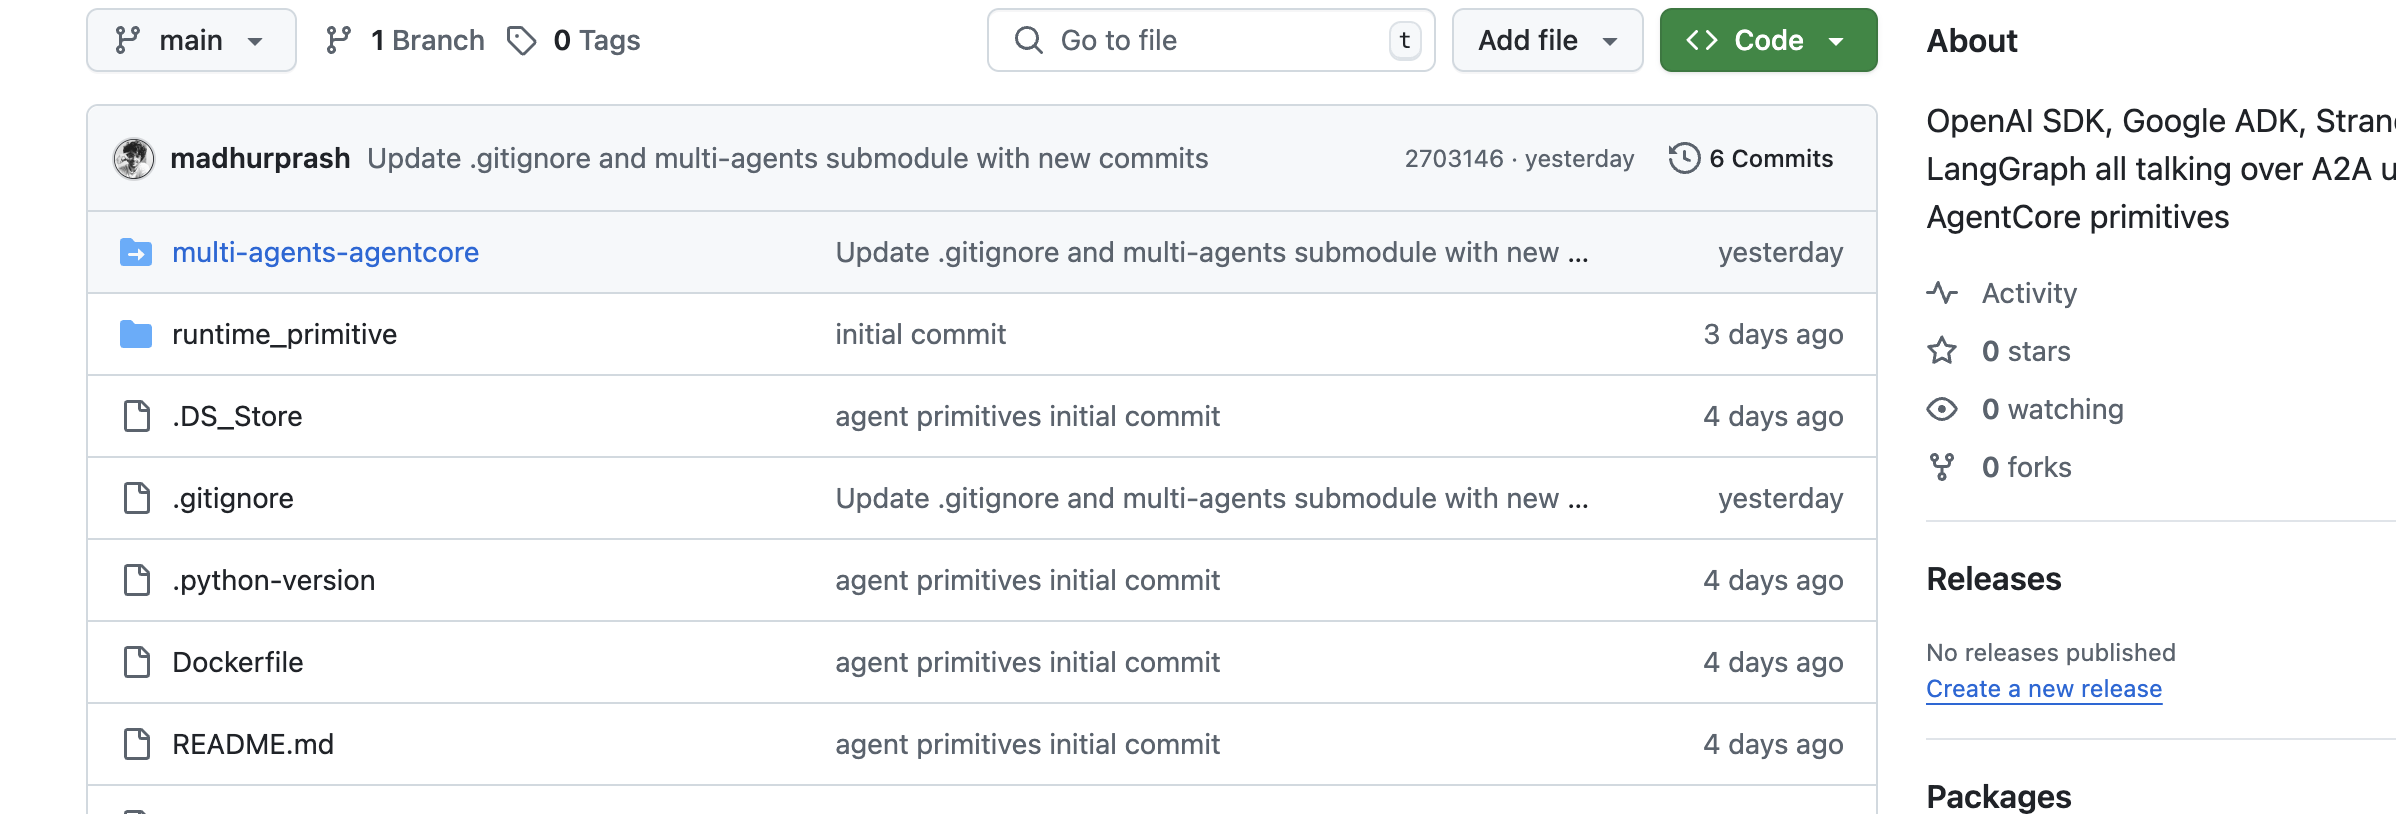 main
1 Branch
0 Tags
Go to file
t
Add file
Code
madhurprash Update .gitignore and multi-agents submodule with new commits 2703146 · yesterday 6 Commits
multi-agents-agentcore Update .gitignore and multi-agents submodule with new ... yesterday
runtime_primitive initial commit 3 days ago
.DS_Store agent primitives initial commit 4 days ago
.gitignore Update .gitignore and multi-agents submodule with new ... yesterday
.python-version agent primitives initial commit 4 days ago
Dockerfile agent primitives initial commit 4 days ago
README.md agent primitives initial commit 4 days ago
About
OpenAI SDK, Google ADK,
LangGraph all talking over A2A
AgentCore primitives
Activity
0 stars
0 watching
0 forks
Releases
No releases published
Create a new release
Packages